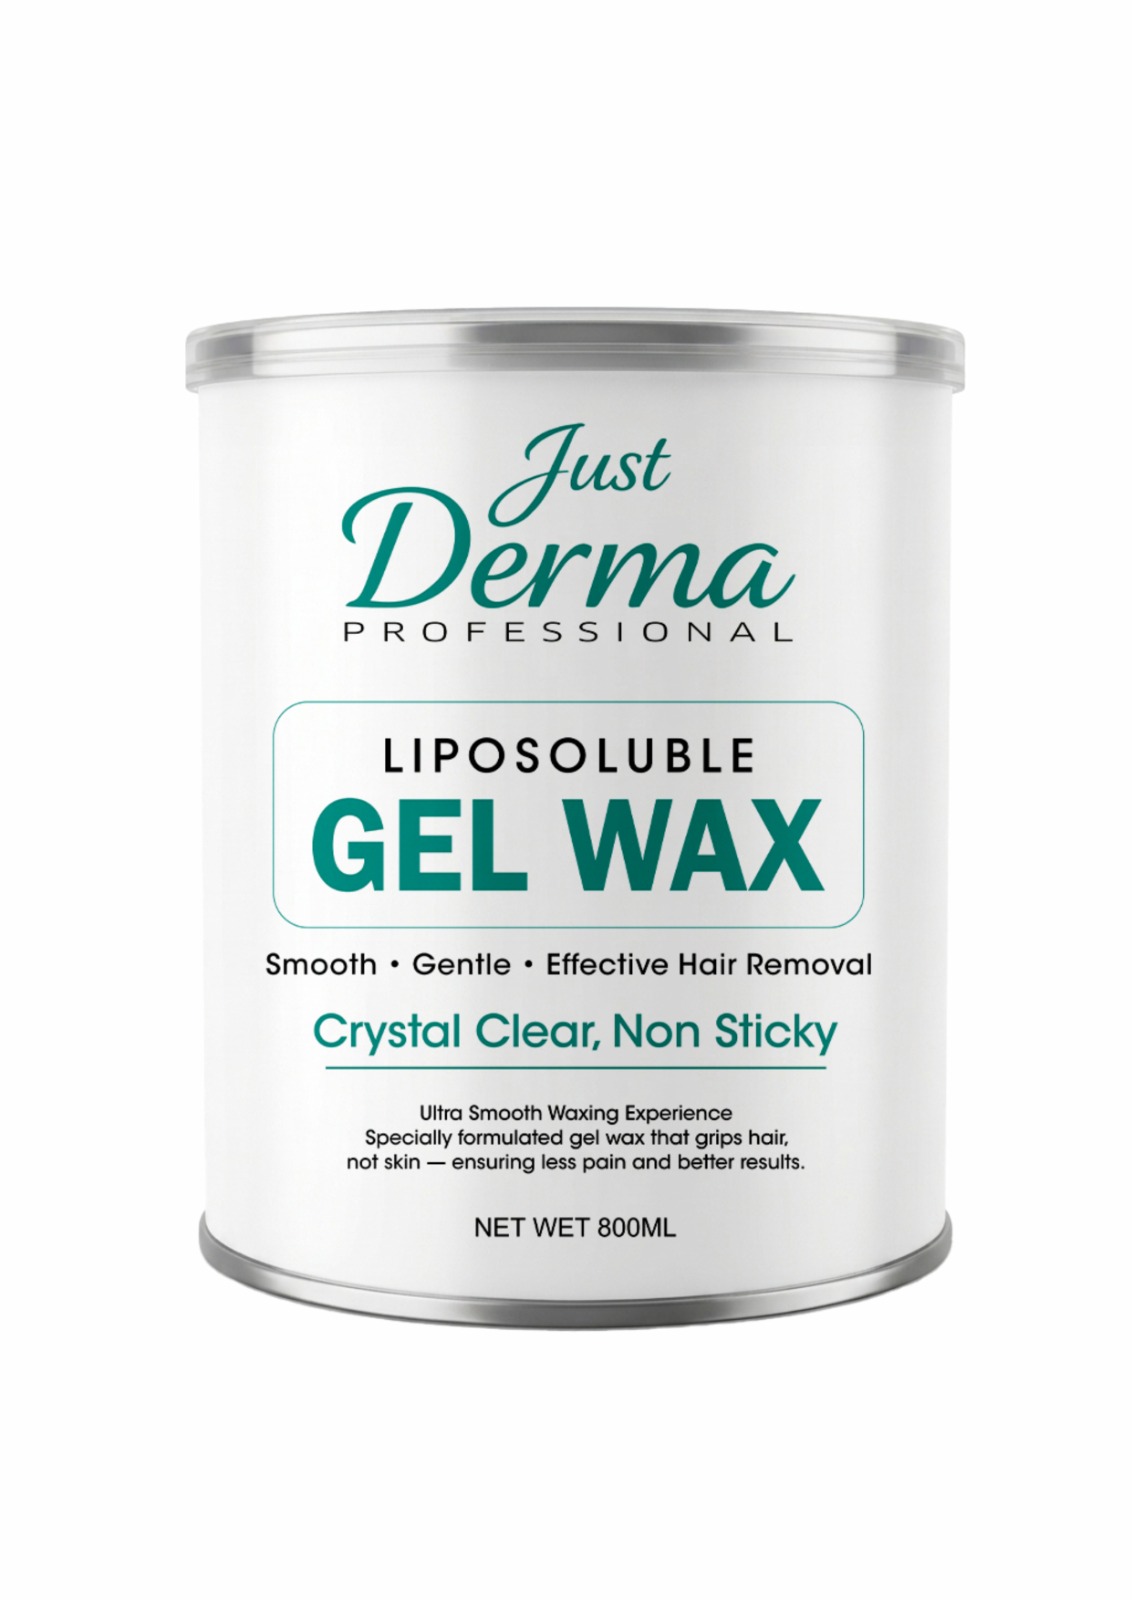 Just
Derma
PROFESSIONAL
LIPOSOLUBLE
GEL WAX
Smooth • Gentle • Effective Hair Removal
Crystal Clear, Non Sticky
Ultra Smooth Waxing Experience
Specially formulated gel wax that grips hair,
not skin — ensuring less pain and better results.
NET WET 800ML